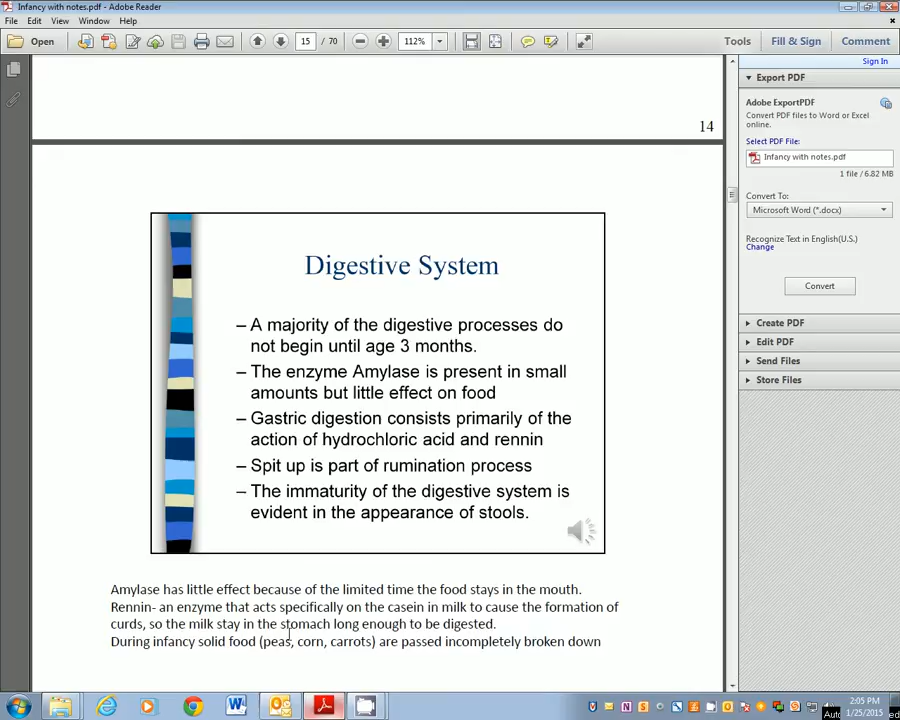 Infancy with notes.pdf - Adobe Reader
File Edit View Window Help
Open 15 / 70 112% Tools Fill & Sign Comment
Sign In
Export PDF
Adobe ExportPDF
Convert PDF files to Word or Excel
online.
Select PDF File:
Infancy with notes.pdf
1 file / 6.82 MB
Convert To:
Microsoft Word (*.docx)
Recognize Text in English(U.S.)
Change
Convert
Create PDF
Edit PDF
Send Files
Store Files
14
Digestive System
– A majority of the digestive processes do
not begin until age 3 months.
– The enzyme Amylase is present in small
amounts but little effect on food
– Gastric digestion consists primarily of the
action of hydrochloric acid and rennin
– Spit up is part of rumination process
– The immaturity of the digestive system is
evident in the appearance of stools.
Amylase has little effect because of the limited time the food stays in the mouth.
Rennin- an enzyme that acts specifically on the casein in milk to cause the formation of
curds, so the milk stay in the stomach long enough to be digested.
During infancy solid food (peas, corn, carrots) are passed incompletely broken down
2:05 PM
1/25/2015